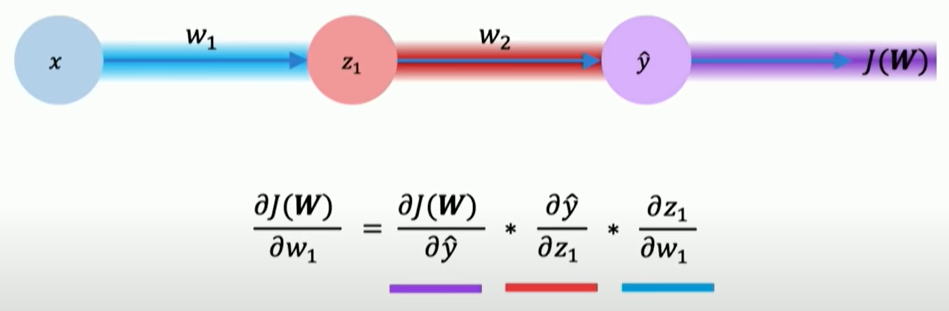 w₁ w₂
x z₁ ŷ J(W)
∂J(W)/∂w₁ = ∂J(W)/∂ŷ * ∂ŷ/∂z₁ * ∂z₁/∂w₁